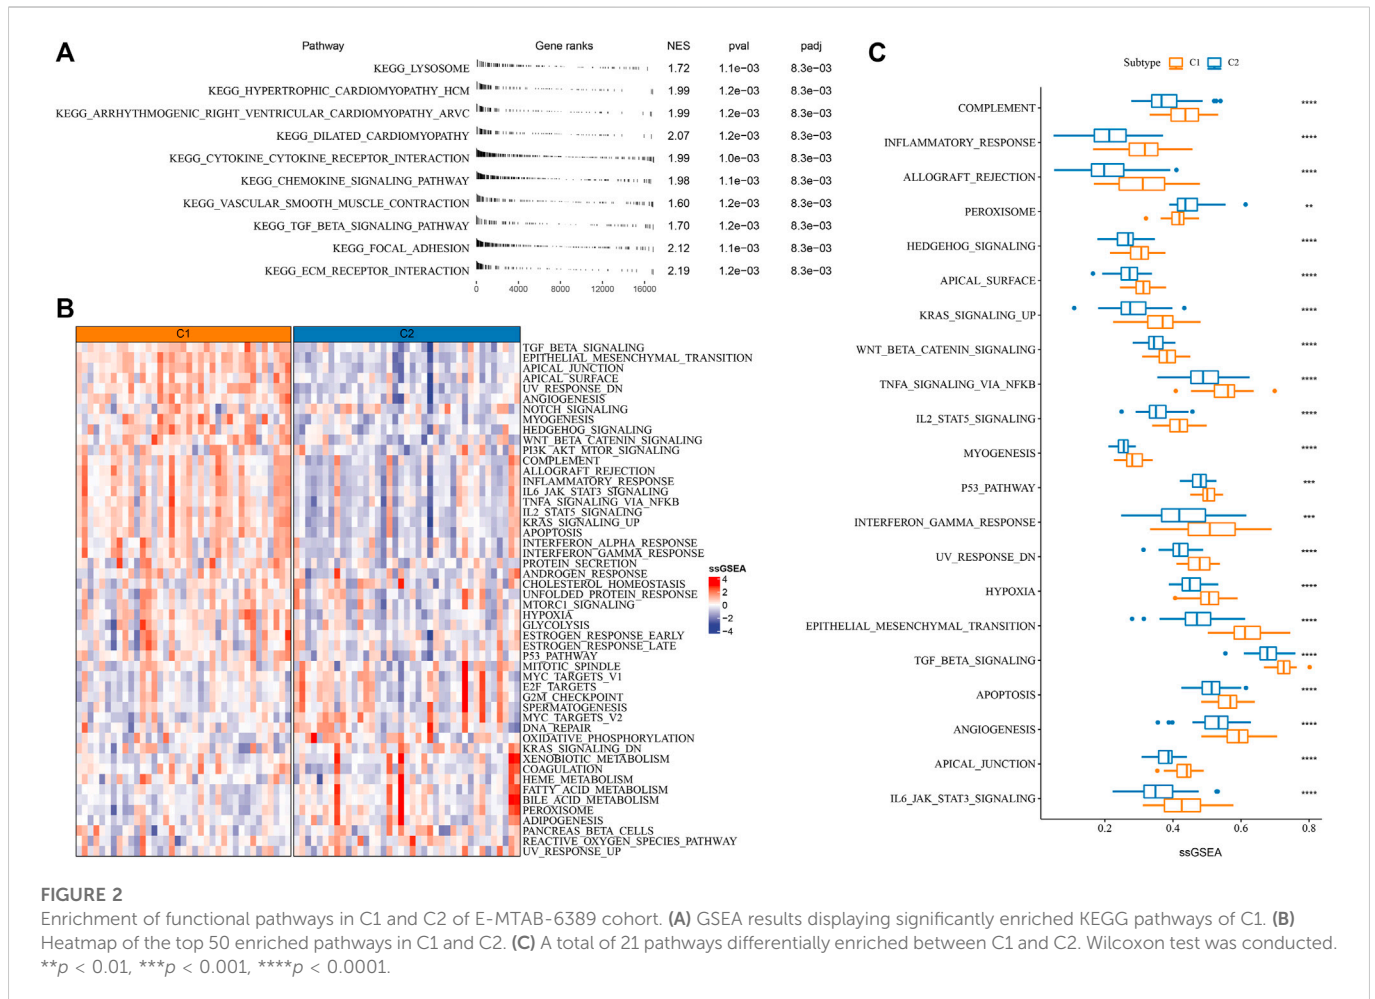 A
Pathway Gene ranks NES pval padj
KEGG_LYSOSOME 1.72 1.1e−03 8.3e−03
KEGG_HYPERTROPHIC_CARDIOMYOPATHY_HCM 1.99 1.2e−03 8.3e−03
KEGG_ARRHYTHMOGENIC_RIGHT_VENTRICULAR_CARDIOMYOPATHY_ARVC 1.99 1.2e−03 8.3e−03
KEGG_DILATED_CARDIOMYOPATHY 2.07 1.2e−03 8.3e−03
KEGG_CYTOKINE_CYTOKINE_RECEPTOR_INTERACTION 1.99 1.0e−03 8.3e−03
KEGG_CHEMOKINE_SIGNALING_PATHWAY 1.98 1.1e−03 8.3e−03
KEGG_VASCULAR_SMOOTH_MUSCLE_CONTRACTION 1.60 1.2e−03 8.3e−03
KEGG_TGF_BETA_SIGNALING_PATHWAY 1.70 1.2e−03 8.3e−03
KEGG_FOCAL_ADHESION 2.12 1.1e−03 8.3e−03
KEGG_ECM_RECEPTOR_INTERACTION 2.19 1.2e−03 8.3e−03
0 4000 8000 12000 16000
B
C1 C2
TGF_BETA_SIGNALING
EPITHELIAL_MESENCHYMAL_TRANSITION
APICAL_JUNCTION
APICAL_SURFACE
UV_RESPONSE_DN
ANGIOGENESIS
NOTCH_SIGNALING
MYOGENESIS
HEDGEHOG_SIGNALING
WNT_BETA_CATENIN_SIGNALING
PI3K_AKT_MTOR_SIGNALING
COMPLEMENT
ALLOGRAFT_REJECTION
INFLAMMATORY_RESPONSE
IL6_JAK_STAT3_SIGNALING
TNFA_SIGNALING_VIA_NFKB
IL2_STAT5_SIGNALING
KRAS_SIGNALING_UP
APOPTOSIS
INTERFERON_ALPHA_RESPONSE
INTERFERON_GAMMA_RESPONSE
PROTEIN_SECRETION
ANDROGEN_RESPONSE
CHOLESTEROL_HOMEOSTASIS
UNFOLDED_PROTEIN_RESPONSE
MTORC1_SIGNALING
HYPOXIA
GLYCOLYSIS
ESTROGEN_RESPONSE_EARLY
ESTROGEN_RESPONSE_LATE
P53_PATHWAY
MITOTIC_SPINDLE
MYC_TARGETS_V1
E2F_TARGETS
G2M_CHECKPOINT
SPERMATOGENESIS
MYC_TARGETS_V2
DNA_REPAIR
OXIDATIVE_PHOSPHORYLATION
KRAS_SIGNALING_DN
XENOBIOTIC_METABOLISM
COAGULATION
HEME_METABOLISM
FATTY_ACID_METABOLISM
BILE_ACID_METABOLISM
PEROXISOME
ADIPOGENESIS
PANCREAS_BETA_CELLS
REACTIVE_OXYGEN_SPECIES_PATHWAY
UV_RESPONSE_UP
ssGSEA
4
2
0
−2
−4
C
Subtype C1 C2
COMPLEMENT ****
INFLAMMATORY_RESPONSE ****
ALLOGRAFT_REJECTION ****
PEROXISOME **
HEDGEHOG_SIGNALING ****
APICAL_SURFACE ****
KRAS_SIGNALING_UP ****
WNT_BETA_CATENIN_SIGNALING ****
TNFA_SIGNALING_VIA_NFKB ****
IL2_STAT5_SIGNALING ****
MYOGENESIS ****
P53_PATHWAY ***
INTERFERON_GAMMA_RESPONSE ***
UV_RESPONSE_DN ****
HYPOXIA ****
EPITHELIAL_MESENCHYMAL_TRANSITION ****
TGF_BETA_SIGNALING ****
APOPTOSIS ****
ANGIOGENESIS ****
APICAL_JUNCTION ****
IL6_JAK_STAT3_SIGNALING ****
0.2 0.4 0.6 0.8
ssGSEA
FIGURE 2
Enrichment of functional pathways in C1 and C2 of E-MTAB-6389 cohort. (A) GSEA results displaying significantly enriched KEGG pathways of C1. (B)
Heatmap of the top 50 enriched pathways in C1 and C2. (C) A total of 21 pathways differentially enriched between C1 and C2. Wilcoxon test was conducted.
**p < 0.01, ***p < 0.001, ****p < 0.0001.